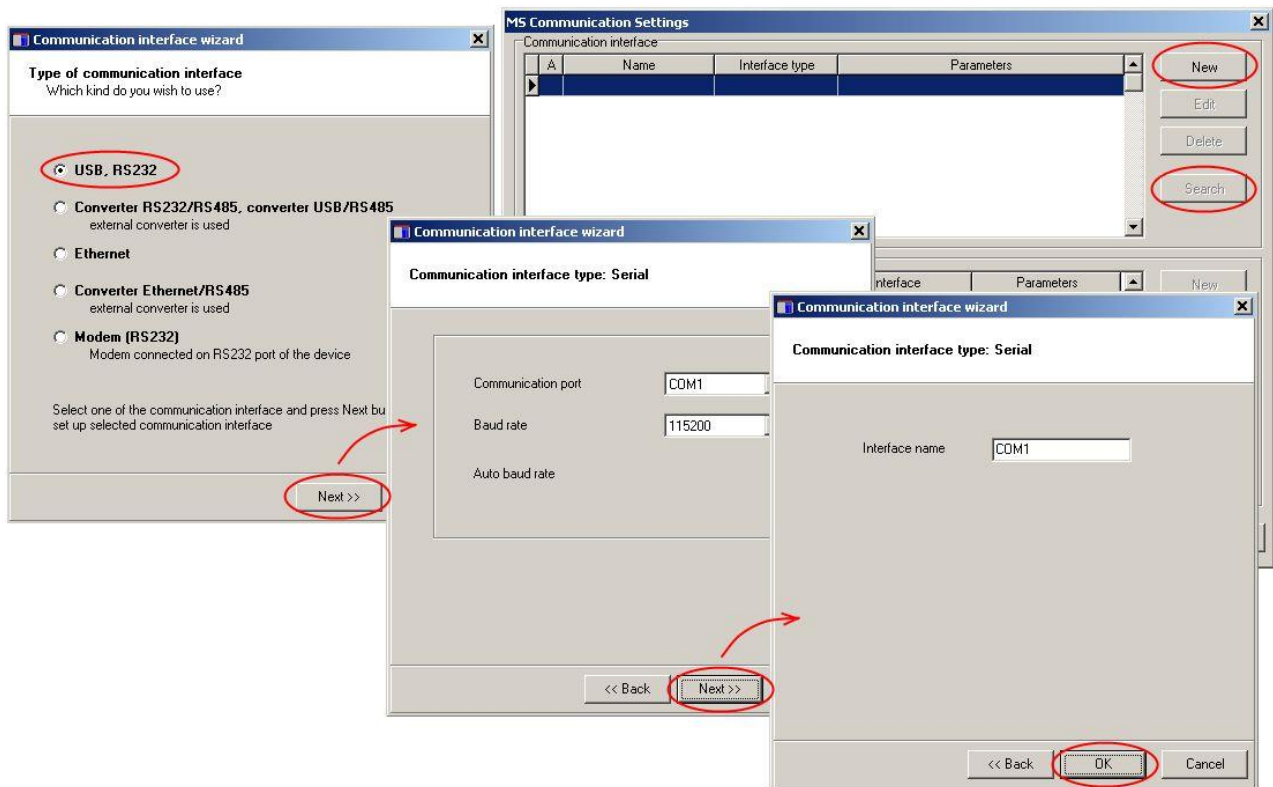 Communication interface wizard
Type of communication interface
Which kind do you wish to use?
USB, RS232
Converter RS232/RS485, converter USB/RS485
external converter is used
Ethernet
Converter Ethernet/RS485
external converter is used
Modem (RS232)
Modem connected on RS232 port of the device
Select one of the communication interface and press Next
set up selected communication interface
Next >>
MS Communication Settings
Communication interface
A Name Interface type Parameters
New
Edit
Delete
Search
Parameters
New
Communication interface wizard
Communication interface type: Serial
Communication port COM1
Baud rate 115200
Auto baud rate
<< Back Next >>
Communication interface wizard
Communication interface type: Serial
Interface name COM1
<< Back OK Cancel